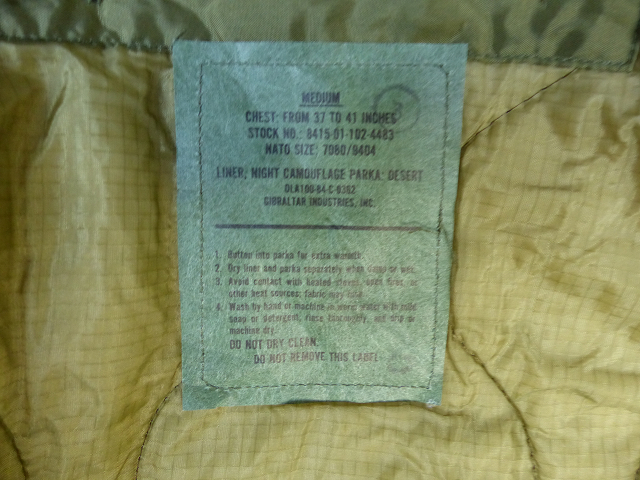 MEDIUM
CHEST: FROM 37 TO 41 INCHES
STOCK NO.: 8415-01-102-4483
NATO SIZE: 7080/9404
LINER, NIGHT CAMOUFLAGE PARKA: DESERT
DLA100-84-C-0362
GIBRALTAR INDUSTRIES, INC.
1. Button into parka for extra warmth.
2. Dry liner and parka separately when damp or wet.
3. Avoid contact with heated stoves, open fires or
other heat sources; fabric may melt.
4. Wash by hand or machine in warm water with mild
soap or detergent, rinse thoroughly, and drip or
machine dry.
DO NOT DRY CLEAN.
DO NOT REMOVE THIS LABEL